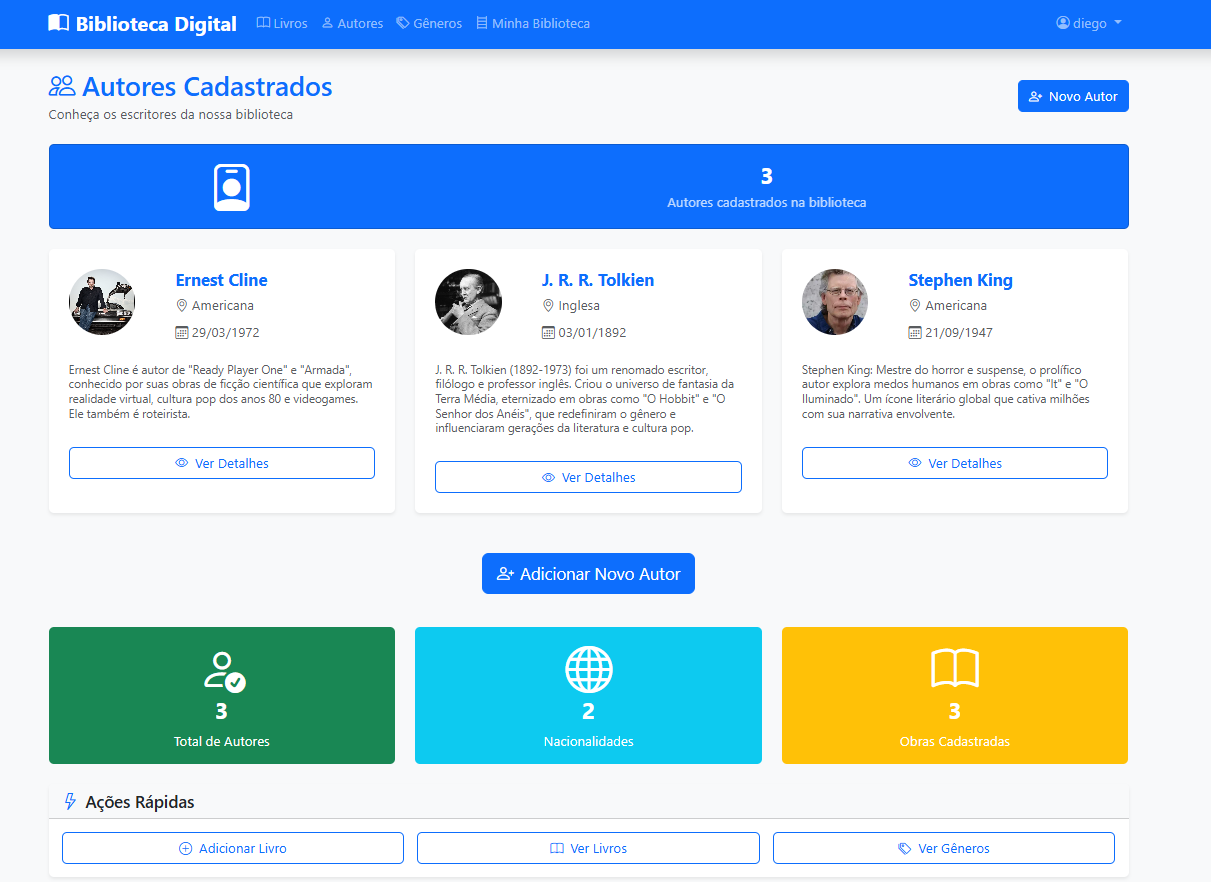 Biblioteca Digital Livros Autores Gêneros Minha Biblioteca diego
Autores Cadastrados
Conheça os escritores da nossa biblioteca
Novo Autor
3
Autores cadastrados na biblioteca
Ernest Cline
Americana
29/03/1972
Ernest Cline é autor de "Ready Player One" e "Armada",
conhecido por suas obras de ficção científica que exploram
realidade virtual, cultura pop dos anos 80 e videogames.
Ele também é roteirista.
Ver Detalhes
J. R. R. Tolkien
Inglesa
03/01/1892
J. R. R. Tolkien (1892-1973) foi um renomado escritor,
filólogo e professor inglês. Criou o universo de fantasia da
Terra Média, eternizado em obras como "O Hobbit" e "O
Senhor dos Anéis", que redefiniram o gênero e
influenciaram gerações da literatura e cultura pop.
Ver Detalhes
Stephen King
Americana
21/09/1947
Stephen King: Mestre do horror e suspense, o prolífico
autor explora medos humanos em obras como "It" e "O
Iluminado". Um ícone literário global que cativa milhões
com sua narrativa envolvente.
Ver Detalhes
Adicionar Novo Autor
3
Total de Autores
2
Nacionalidades
3
Obras Cadastradas
Ações Rápidas
Adicionar Livro
Ver Livros
Ver Gêneros